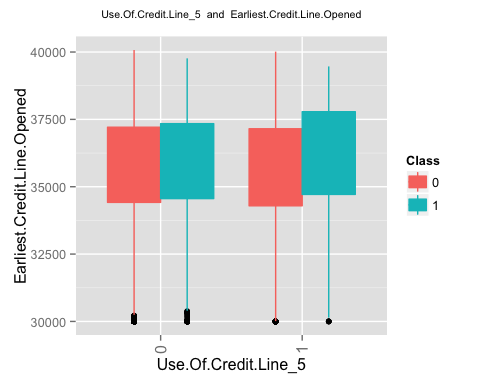 Use.Of.Credit.Line_5 and Earliest.Credit.Line.Opened
Earliest.Credit.Line.Opened
40000
37500
35000
32500
30000
0
1
Use.Of.Credit.Line_5
Class
0
1